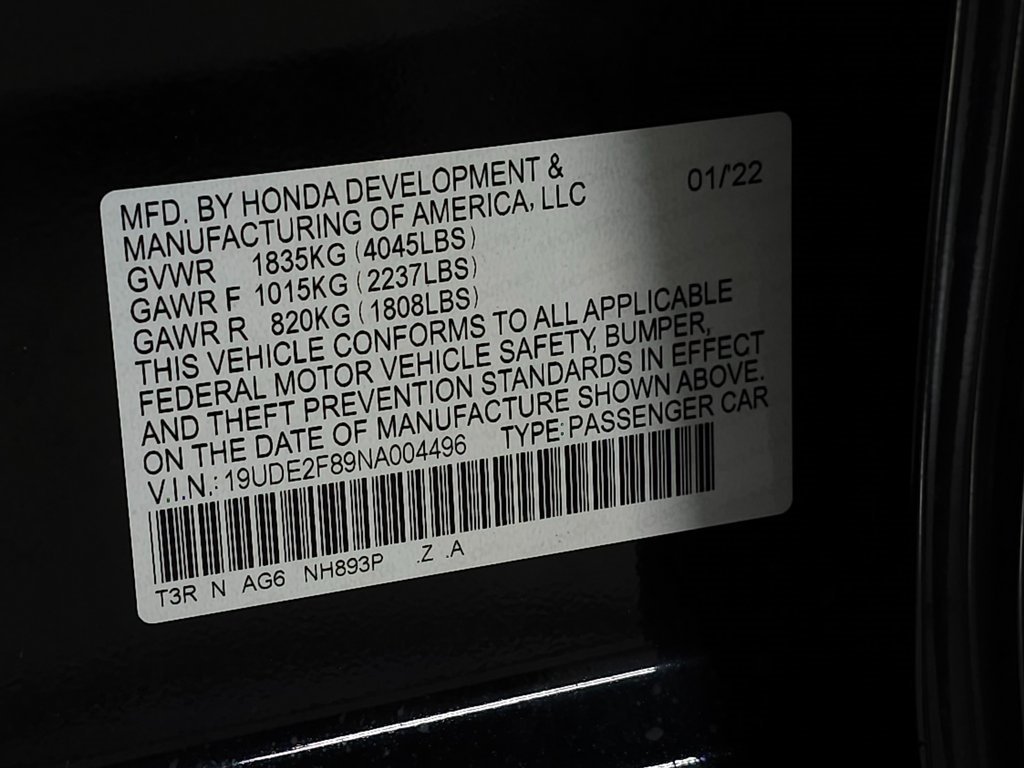 MFD. BY HONDA DEVELOPMENT &
MANUFACTURING OF AMERICA, LLC
01/'22
GVWR 1835KG (4045LBS)
GAWR F 1015KG (2237LBS)
GAWR R 820KG (1808LBS)
THIS VEHICLE CONFORMS TO ALL APPLICABLE
FEDERAL MOTOR VEHICLE SAFETY, BUMPER,
AND THEFT PREVENTION STANDARDS IN EFFECT
ON THE DATE OF MANUFACTURE SHOWN ABOVE.
V.I.N.: 19UDE2F89NA004496 TYPE: PASSENGER CAR
T3R N AG6 NH893P .Z .A